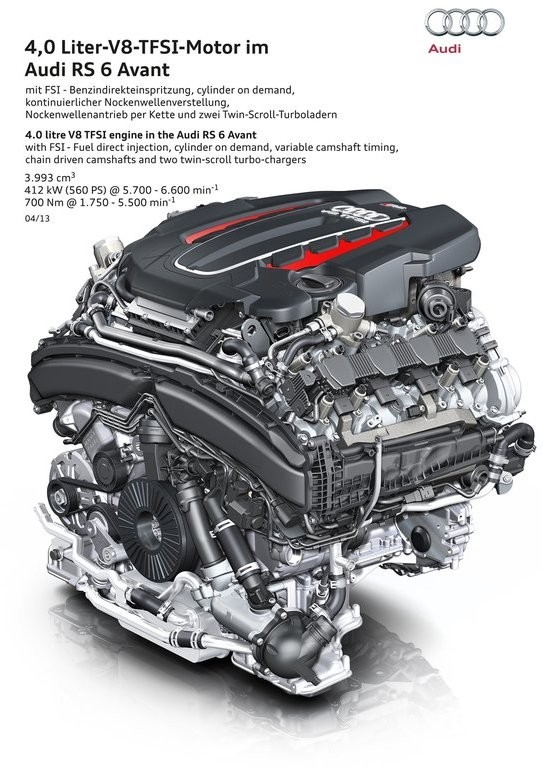 4,0 Liter-V8-TFSI-Motor im
Audi RS 6 Avant
mit FSI - Benzindirekteinspritzung, cylinder on demand,
kontinuierlicher Nockenwellenverstellung,
Nockenwellenantrieb per Kette und zwei Twin-Scroll-Turboladern
4.0 litre V8 TFSI engine in the Audi RS 6 Avant
with FSI - Fuel direct injection, cylinder on demand, variable camshaft timing,
chain driven camshafts and two twin-scroll turbo-chargers
3.993 cm³
412 kW (560 PS) @ 5.700 - 6.600 min⁻¹
700 Nm @ 1.750 - 5.500 min⁻¹
04/13
Audi